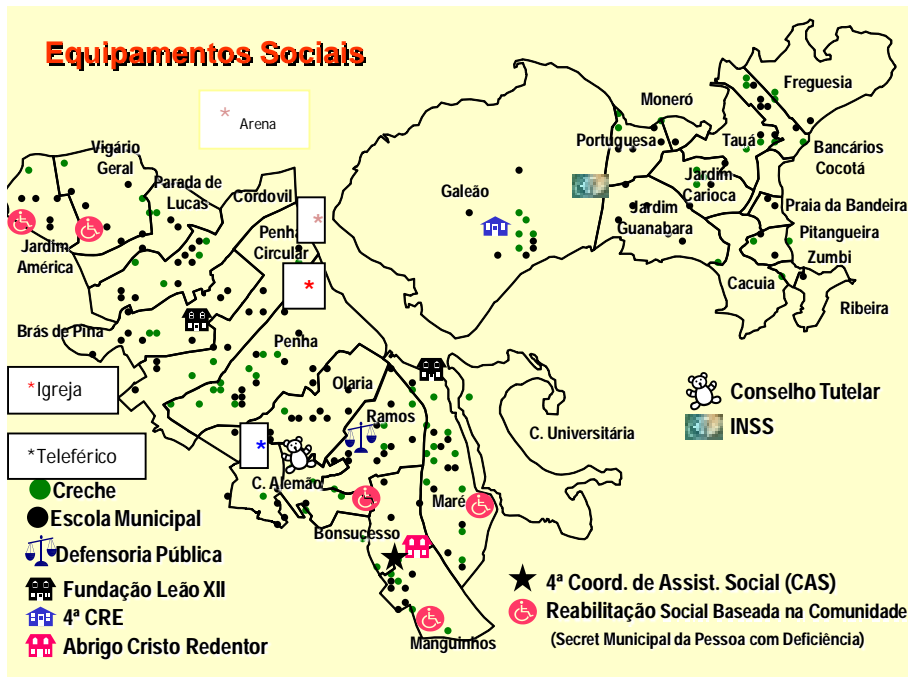 Equipamentos Sociais
* Arena
Vigário
Geral
Parada de
Lucas
Cordovil
*
Penha
Circular
*
Jardim
América
Brás de Pina
Penha
Olaria
Ramos
*
C. Alemão
Bonsucesso
Maré
Manguinhos
C. Universitária
Galeão
Portuguesa
Moneró
Freguesia
Tauá
Bancários
Cocotá
Jardim
Carioca
Jardim
Guanabara
Praia da Bandeira
Pitangueira
Zumbi
Cacuia
Ribeira
*Igreja
*Teleférico
Creche
Escola Municipal
Defensoria Pública
Fundação Leão XII
4ª CRE
Abrigo Cristo Redentor
Conselho Tutelar
INSS
4ª Coord. de Assist. Social (CAS)
Reabilitação Social Baseada na Comunidade
(Secret Municipal da Pessoa com Deficiência)